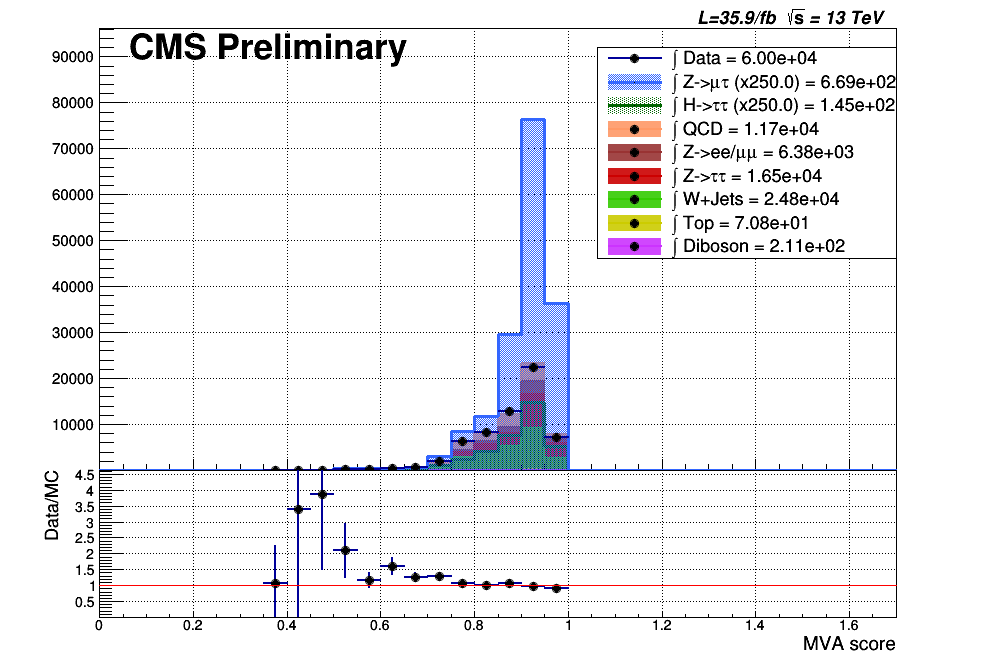 L=35.9/fb √s = 13 TeV
CMS Preliminary
∫ Data = 6.00e+04
∫ Z->μτ (x250.0) = 6.69e+02
∫ H->ττ (x250.0) = 1.45e+02
∫ QCD = 1.17e+04
∫ Z->ee/μμ = 6.38e+03
∫ Z->ττ = 1.65e+04
∫ W+Jets = 2.48e+04
∫ Top = 7.08e+01
∫ Diboson = 2.11e+02
90000
80000
70000
60000
50000
40000
30000
20000
10000
Data/MC
4.5
4
3.5
3
2.5
2
1.5
1
0.5
0 0.2 0.4 0.6 0.8 1 1.2 1.4 1.6
MVA score